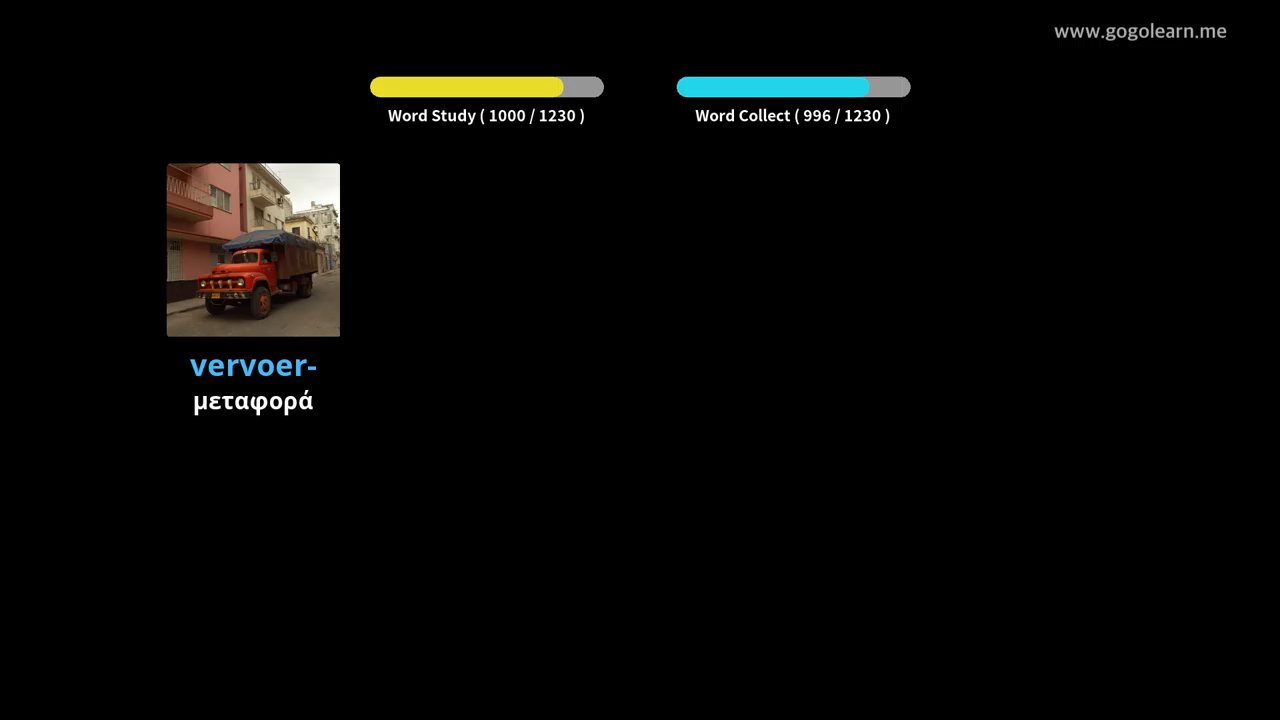 www.gogolearn.me
Word Study ( 1000 / 1230 )
Word Collect ( 996 / 1230 )
vervoer-
μεταφορά